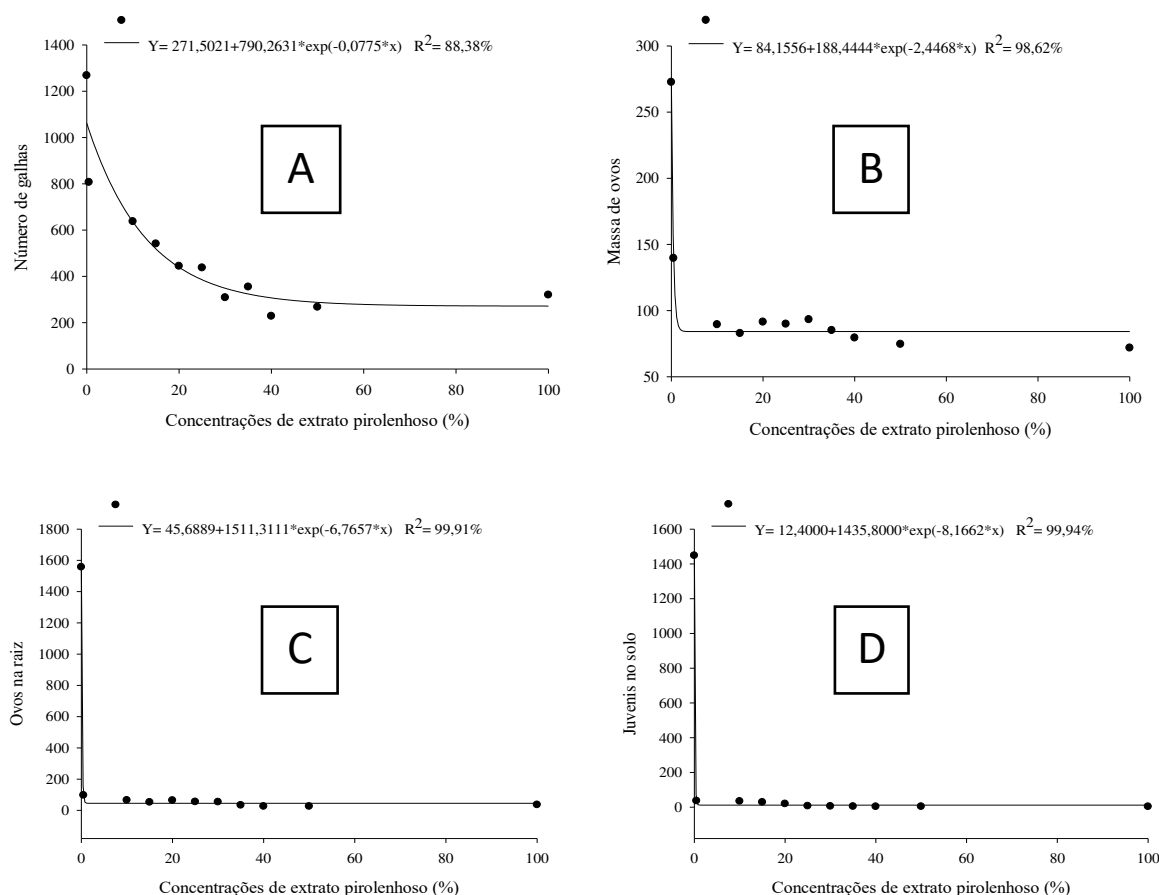 Y= 271,5021+790,2631*exp(-0,0775*x) R²= 88,38%
1400
1200
1000
800
600
400
200
0
Número de galhas
A
0 20 40 60 80 100
Concentrações de extrato pirolenhoso (%)
Y= 84,1556+188,4444*exp(-2,4468*x) R²= 98,62%
300
250
200
150
100
50
Massa de ovos
B
0 20 40 60 80 100
Concentrações de extrato pirolenhoso (%)
Y= 45,6889+1511,3111*exp(-6,7657*x) R²= 99,91%
1800
1600
1400
1200
1000
800
600
400
200
0
Ovos na raiz
C
0 20 40 60 80 100
Concentrações de extrato pirolenhoso (%)
Y= 12,4000+1435,8000*exp(-8,1662*x) R²= 99,94%
1600
1400
1200
1000
800
600
400
200
0
Juvenis no solo
D
0 20 40 60 80 100
Concentrações de extrato pirolenhoso (%)